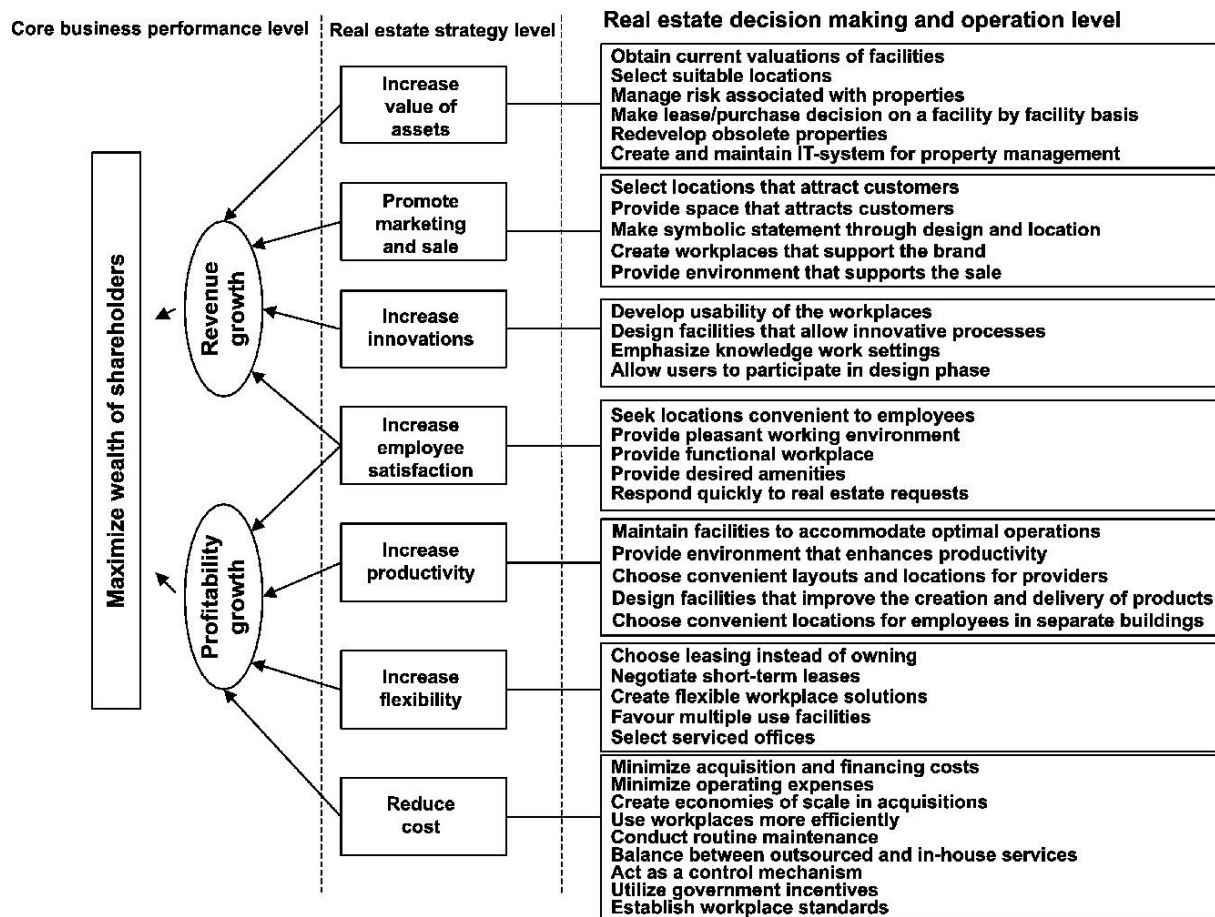 Core business performance level
Real estate strategy level
Real estate decision making and operation level
Maximize wealth of shareholders
Revenue
growth
Profitability
growth
Increase
value of
assets
Obtain current valuations of facilities
Select suitable locations
Manage risk associated with properties
Make lease/purchase decision on a facility by facility basis
Redevelop obsolete properties
Create and maintain IT-system for property management
Promote
marketing
and sale
Select locations that attract customers
Provide space that attracts customers
Make symbolic statement through design and location
Create workplaces that support the brand
Provide environment that supports the sale
Increase
innovations
Develop usability of the workplaces
Design facilities that allow innovative processes
Emphasize knowledge work settings
Allow users to participate in design phase
Increase
employee
satisfaction
Seek locations convenient to employees
Provide pleasant working environment
Provide functional workplace
Provide desired amenities
Respond quickly to real estate requests
Increase
productivity
Maintain facilities to accommodate optimal operations
Provide environment that enhances productivity
Choose convenient layouts and locations for providers
Design facilities that improve the creation and delivery of products
Choose convenient locations for employees in separate buildings
Increase
flexibility
Choose leasing instead of owning
Negotiate short-term leases
Create flexible workplace solutions
Favour multiple use facilities
Select serviced offices
Reduce
cost
Minimize acquisition and financing costs
Minimize operating expenses
Create economies of scale in acquisitions
Use workplaces more efficiently
Conduct routine maintenance
Balance between outsourced and in-house services
Act as a control mechanism
Utilize government incentives
Establish workplace standards